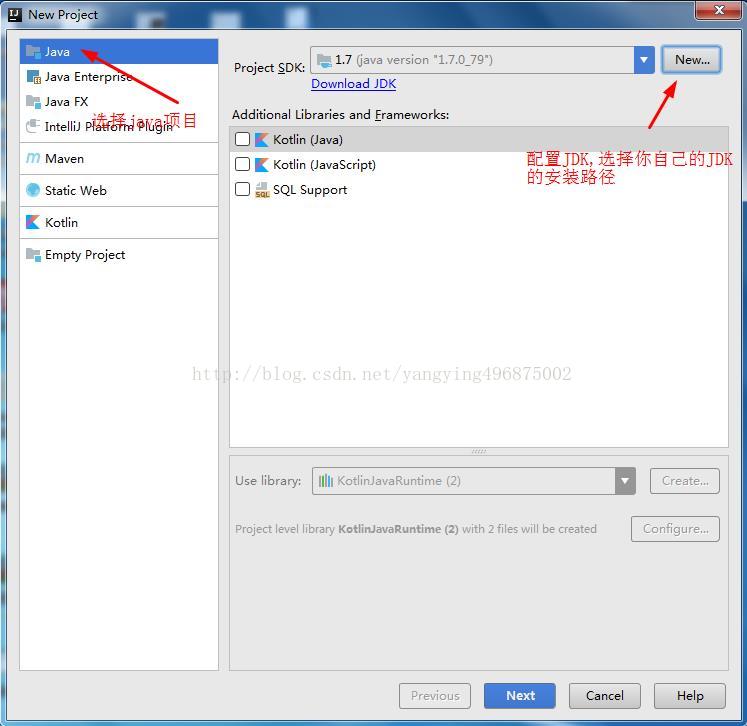 New Project
Java
Java Enterprise
Java FX
IntelliJ Platform Plugin
选择java项目
Maven
Static Web
Kotlin
Empty Project
Project SDK: 1.7 (java version "1.7.0_79") New...
Download JDK
Additional Libraries and Frameworks:
Kotlin (Java)
Kotlin (JavaScript)
SQL Support
配置JDK,选择你自己的JDK
的安装路径
http://blog.csdn.net/yangying496875002
Use library: KotlinJavaRuntime (2) Create...
Project level library KotlinJavaRuntime (2) with 2 files will be created Configure...
Previous Next Cancel Help